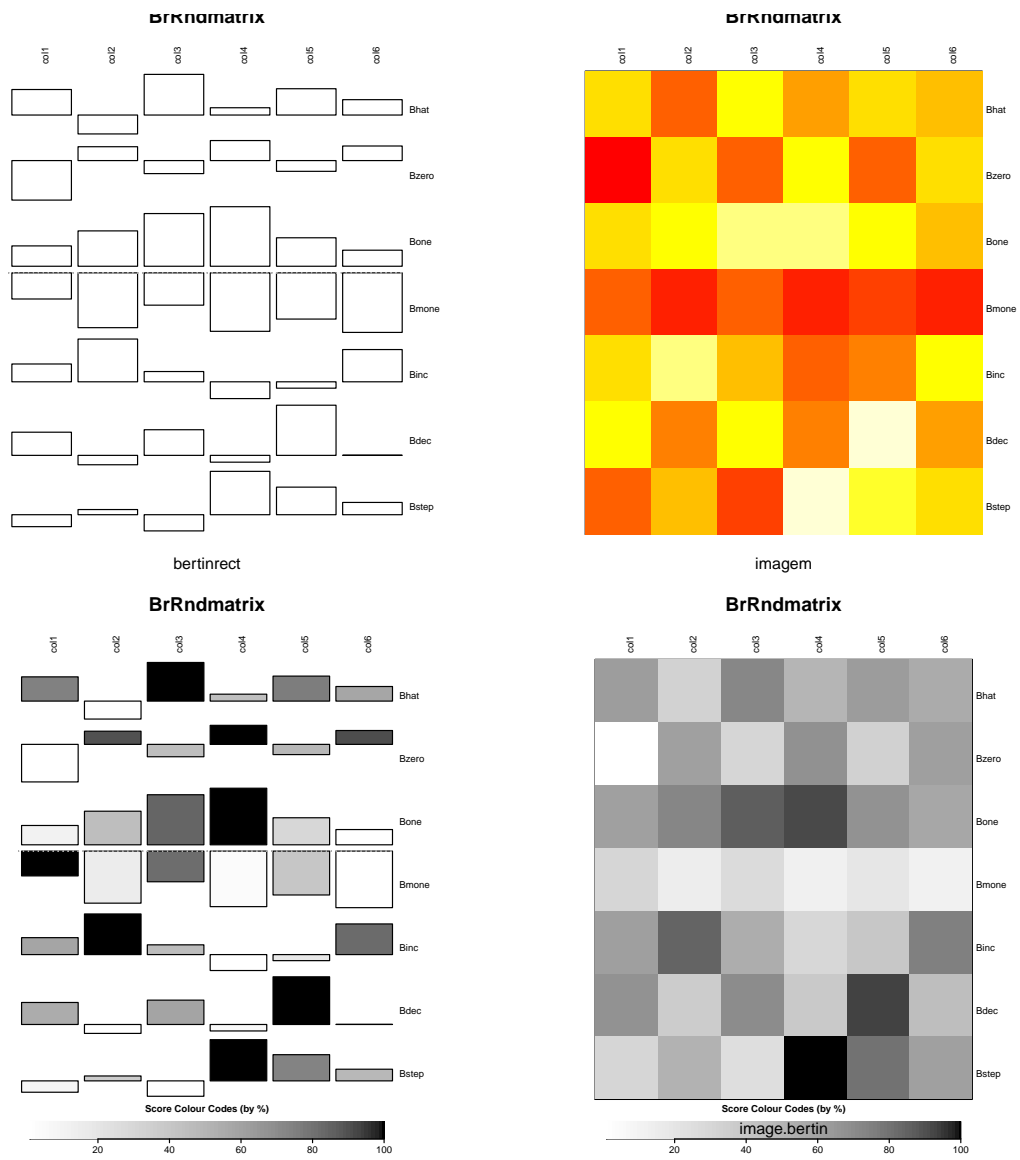 BrRndmatrix
col1 col2 col3 col4 col5 col6
Bhat
Bzero
Bone
Bmone
Binc
Bdec
Bstep
bertinrect
BrRndmatrix
col1 col2 col3 col4 col5 col6
Bhat
Bzero
Bone
Bmone
Binc
Bdec
Bstep
imagem
BrRndmatrix
col1 col2 col3 col4 col5 col6
Bhat
Bzero
Bone
Bmone
Binc
Bdec
Bstep
Score Colour Codes (by %)
20 40 60 80 100
BrRndmatrix
col1 col2 col3 col4 col5 col6
Bhat
Bzero
Bone
Bmone
Binc
Bdec
Bstep
Score Colour Codes (by %)
image.bertin
20 40 60 80 100